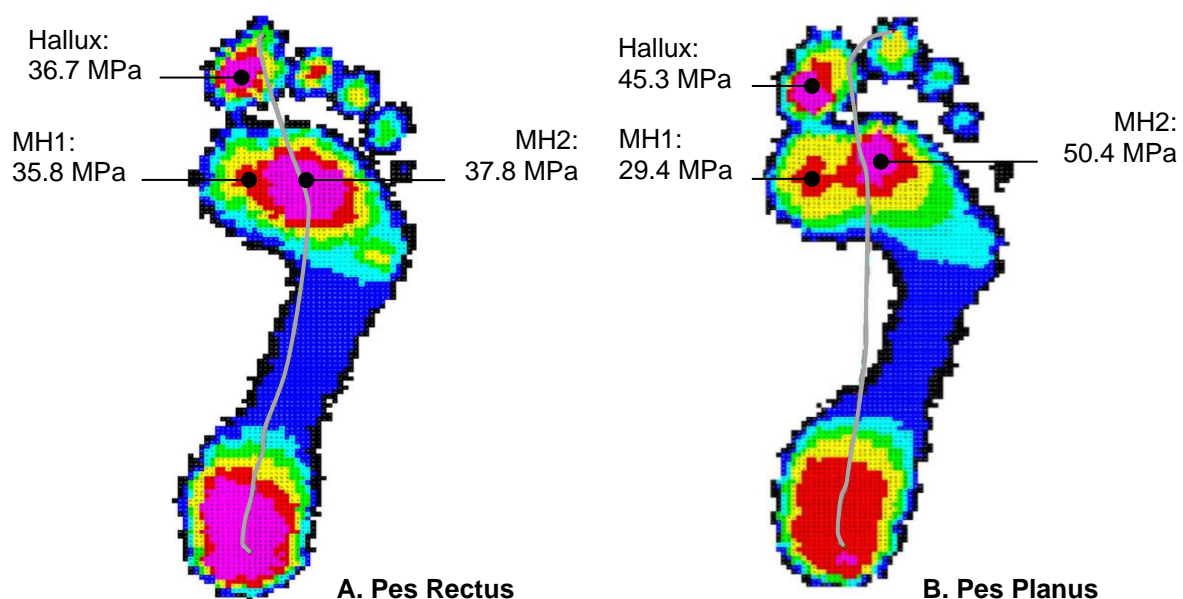 Hallux:
36.7 MPa
MH1:
35.8 MPa
MH2:
37.8 MPa
A. Pes Rectus
Hallux:
45.3 MPa
MH1:
29.4 MPa
MH2:
50.4 MPa
B. Pes Planus